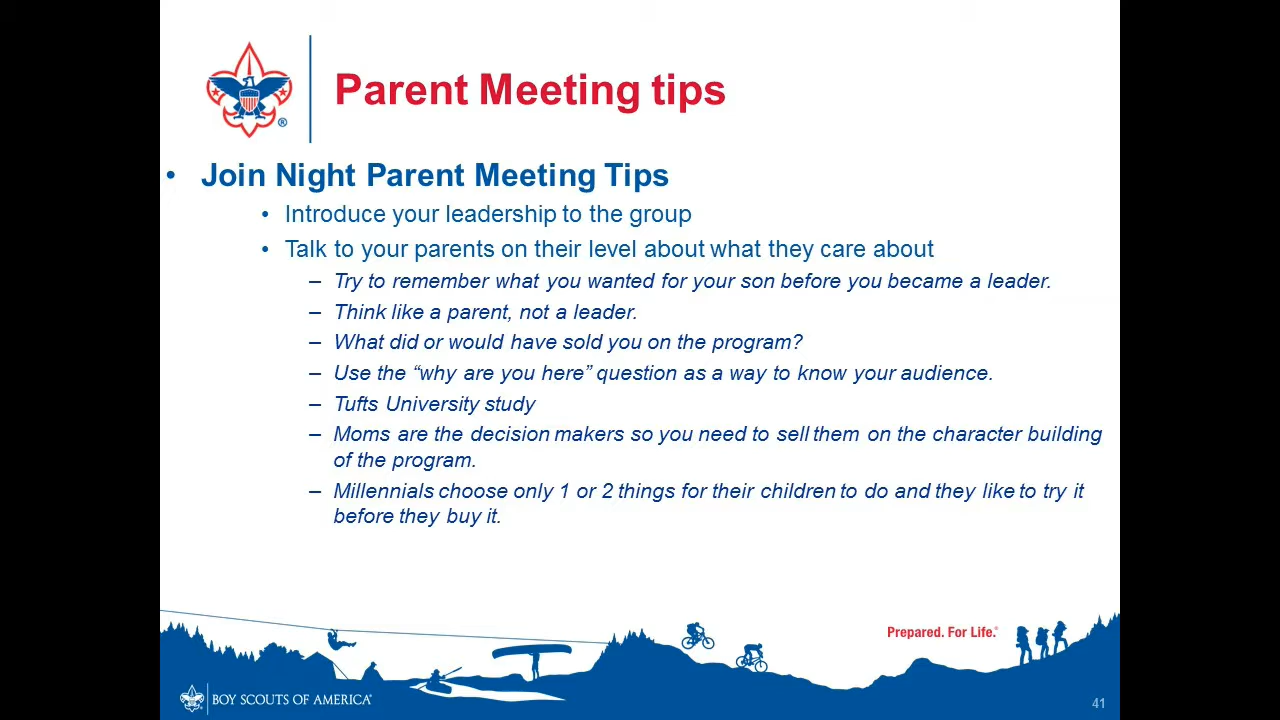 Parent Meeting tips
• Join Night Parent Meeting Tips
• Introduce your leadership to the group
• Talk to your parents on their level about what they care about
– Try to remember what you wanted for your son before you became a leader.
– Think like a parent, not a leader.
– What did or would have sold you on the program?
– Use the “why are you here” question as a way to know your audience.
– Tufts University study
– Moms are the decision makers so you need to sell them on the character building
of the program.
– Millennials choose only 1 or 2 things for their children to do and they like to try it
before they buy it.
Prepared. For Life.®
BOY SCOUTS OF AMERICA®
41